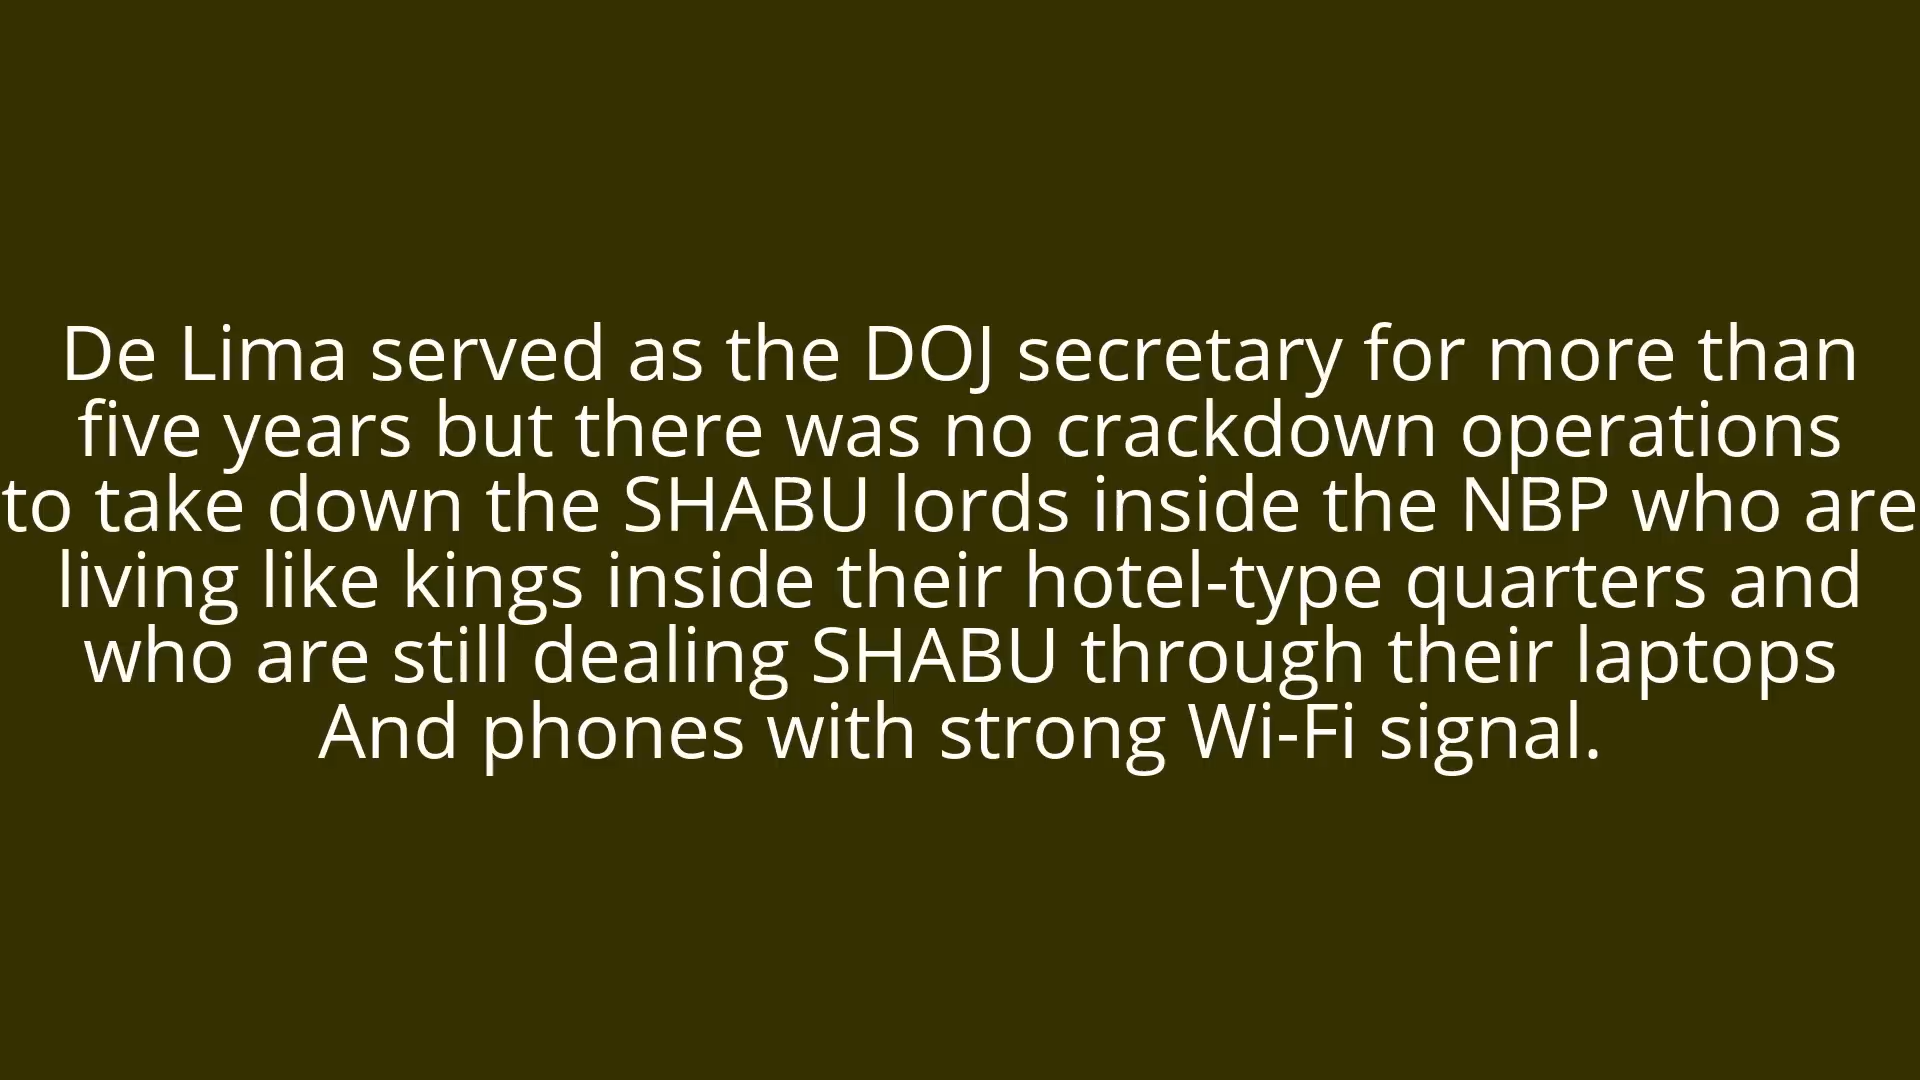 De Lima served as the DOJ secretary for more than
five years but there was no crackdown operations
to take down the SHABU lords inside the NBP who are
living like kings inside their hotel-type quarters and
who are still dealing SHABU through their laptops
And phones with strong Wi-Fi signal.